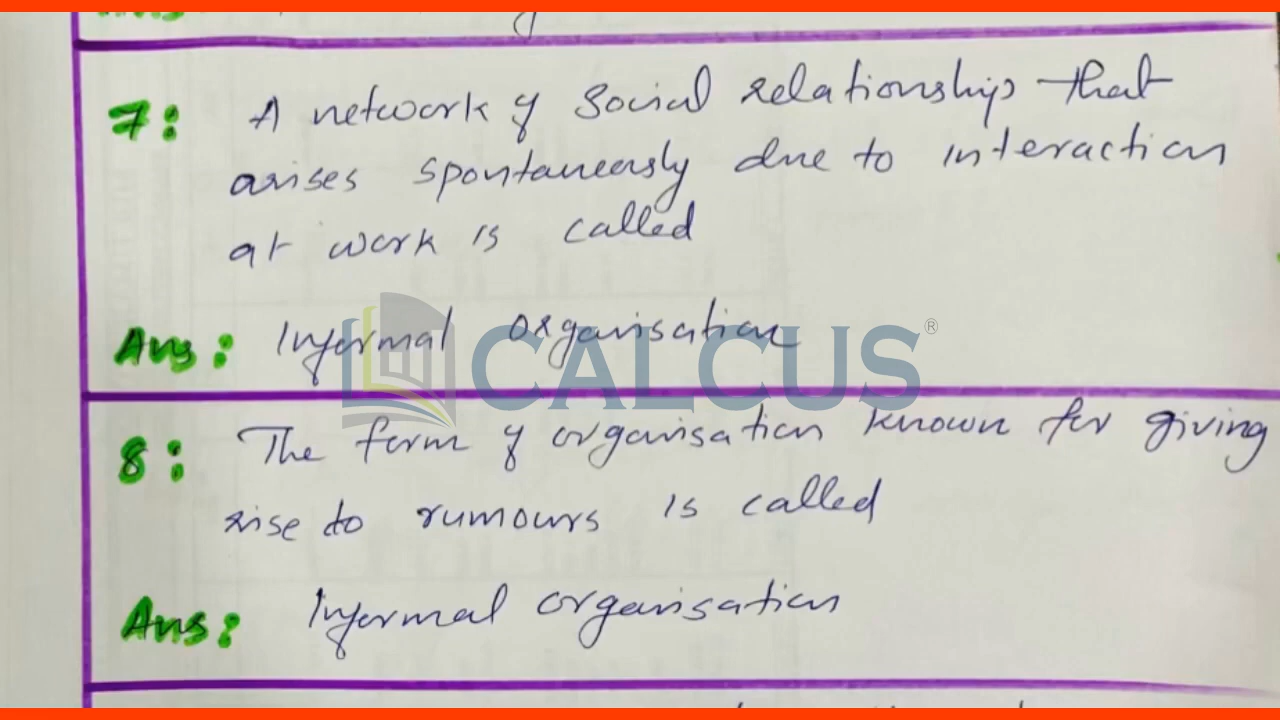 7: A network of social relationship that
arises spontaneously due to interaction
at work is called
Ans: Informal organisation
CALCUS®
8: The form of organisation known for giving
rise to rumours is called
Ans: Informal organisation